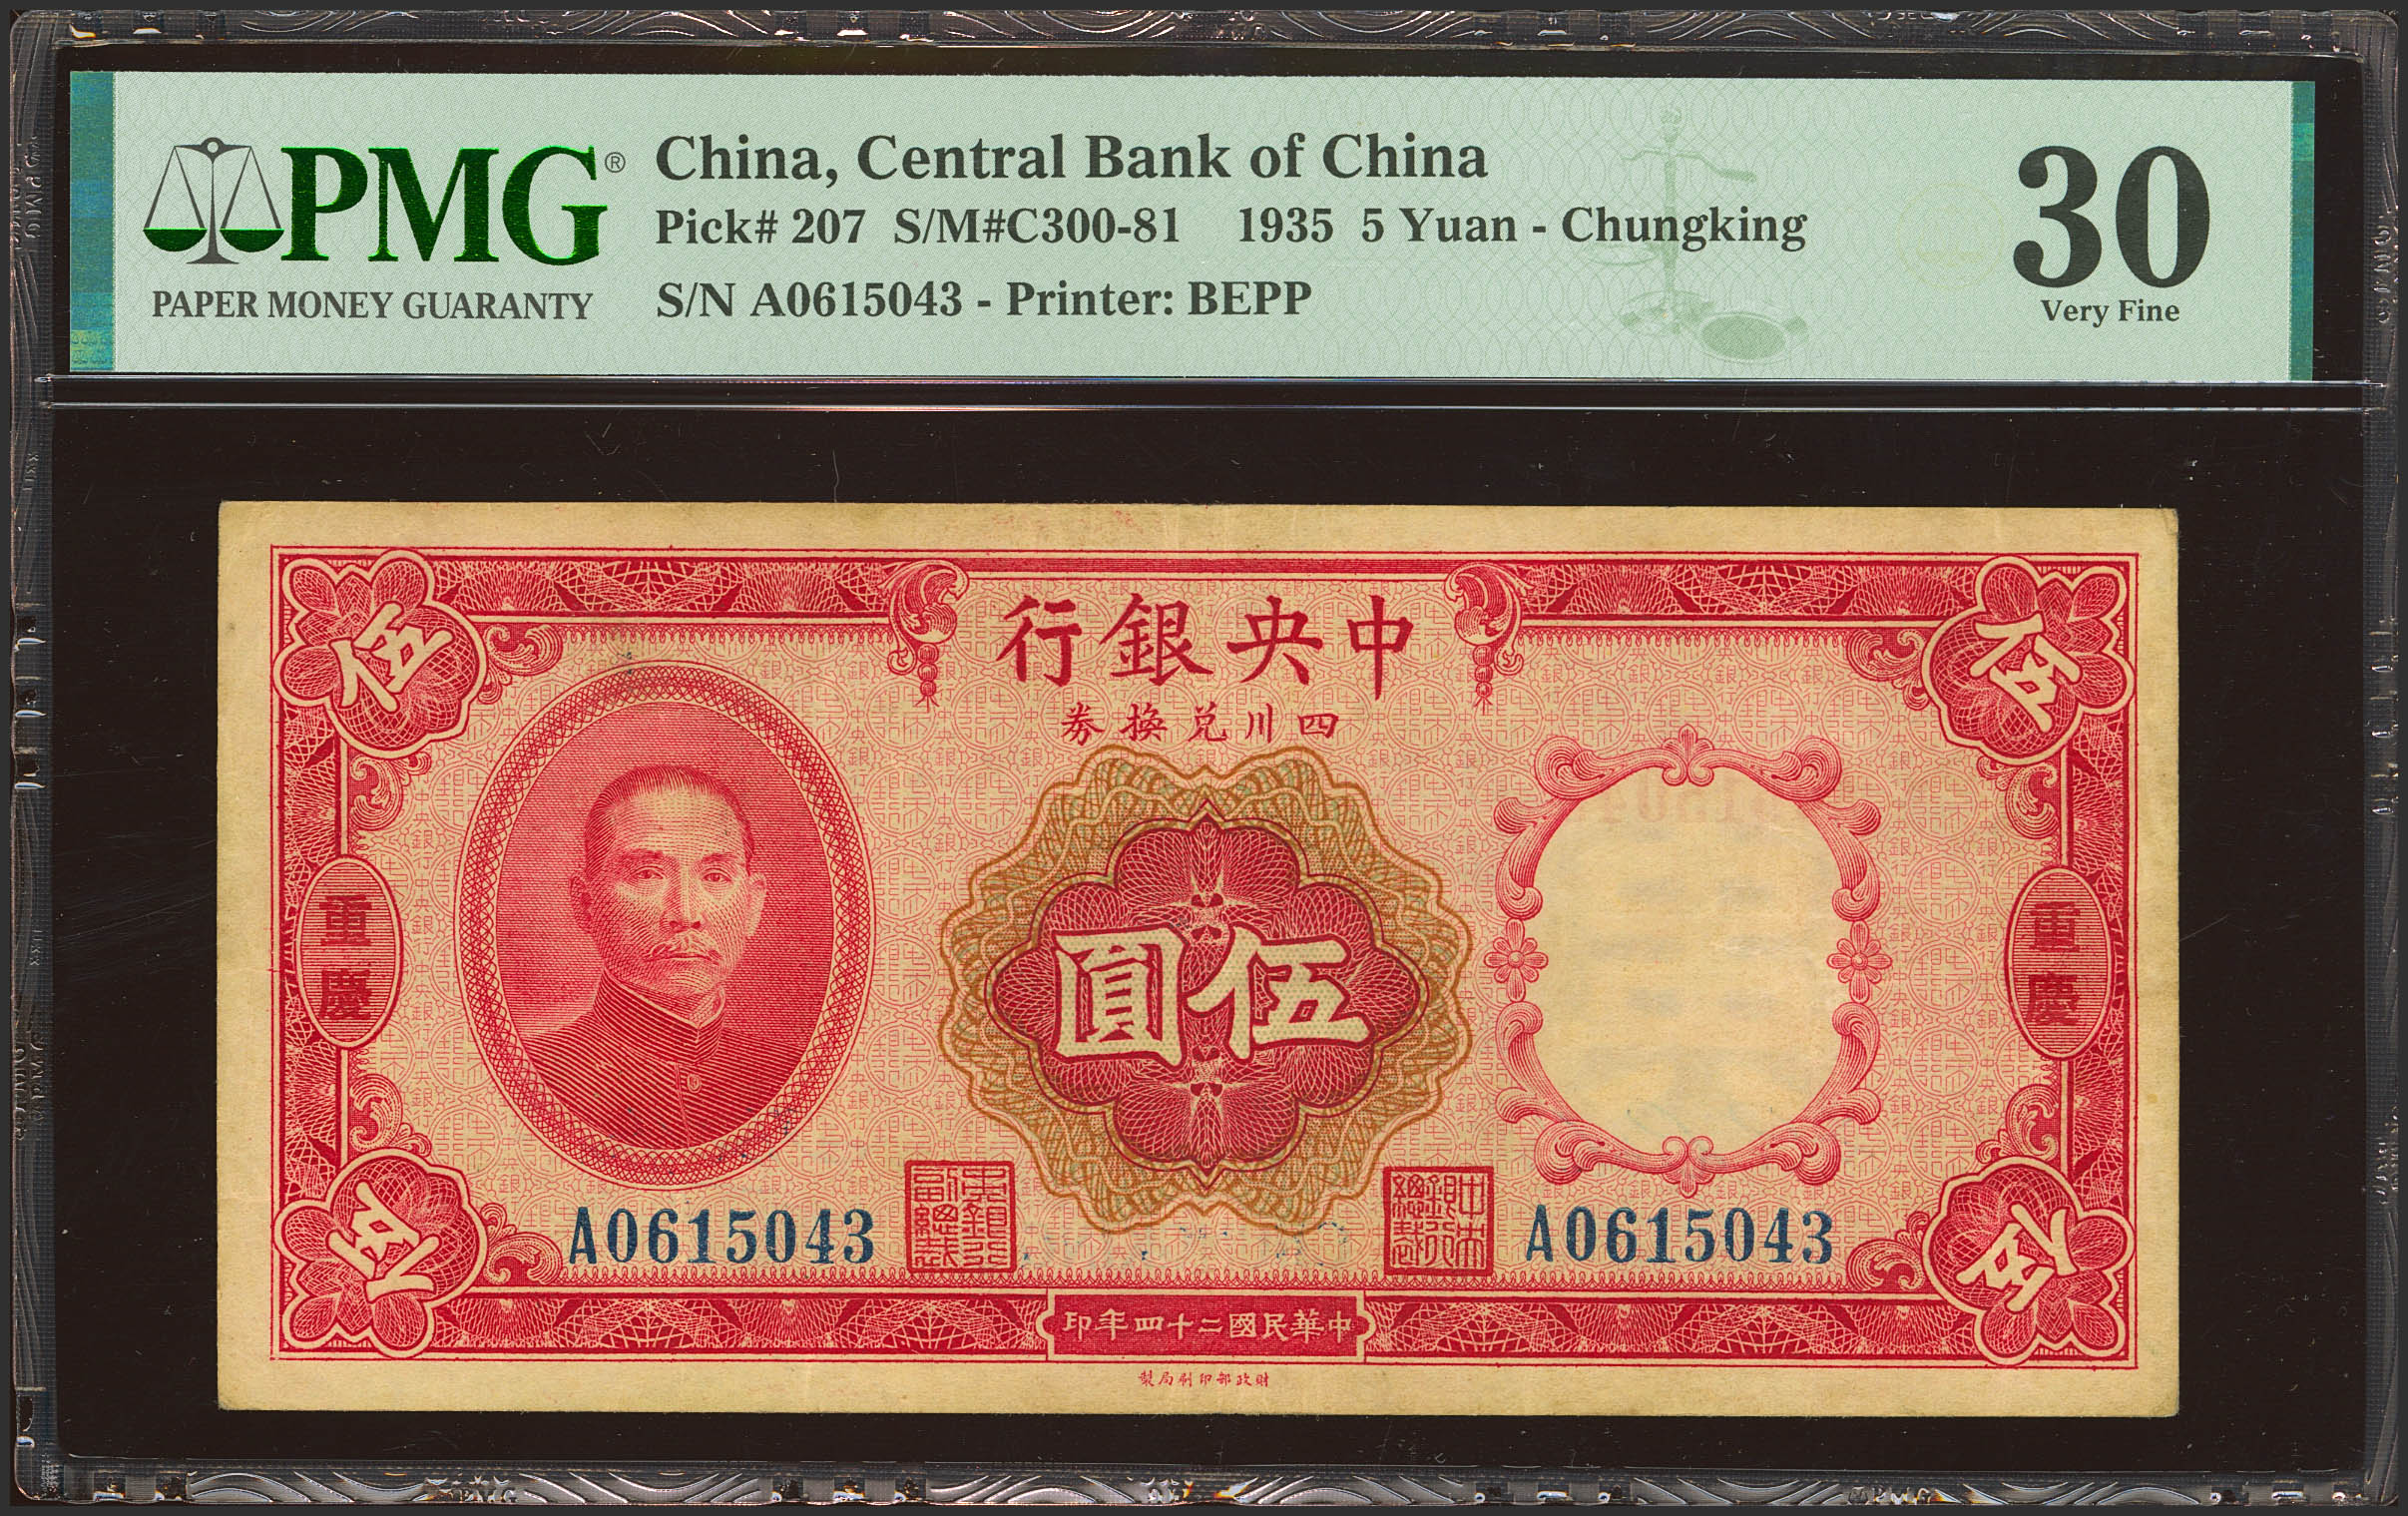 PMG®
PAPER MONEY GUARANTY
China, Central Bank of China
Pick# 207 S/M#C300-81 1935 5 Yuan - Chungking
S/N A0615043 - Printer: BEPP
30
Very Fine
伍
伍
行銀央中
券換兌川四
重慶
圓伍
重慶
A0615043
A0615043
伍
伍
印年四十二國民華中
製局刷印部政財